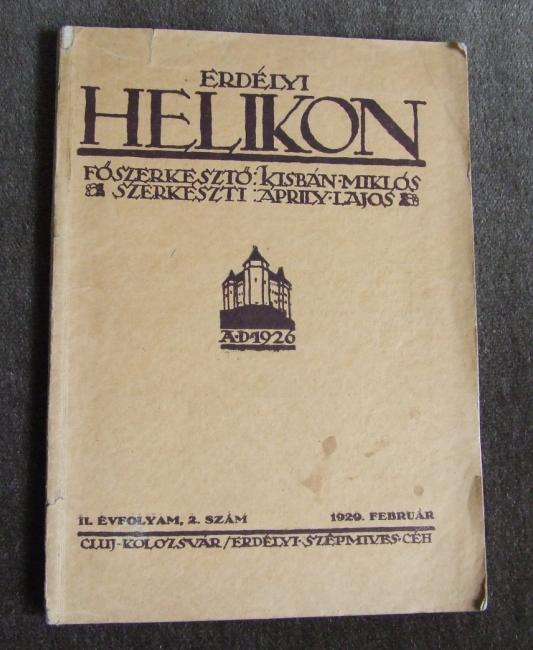 ERDÉLYI
HELIKON
FŐSZERKESZTŐ: KISBÁN·MIKLÓS
SZERKESZTI: ÁPRILY·LAJOS
A·D·1926
II. ÉVFOLYAM, 2. SZÁM 1929. FEBRUÁR
CLUJ-KOLOZSVÁR/ERDÉLYI·SZÉPMIVES·CÉH